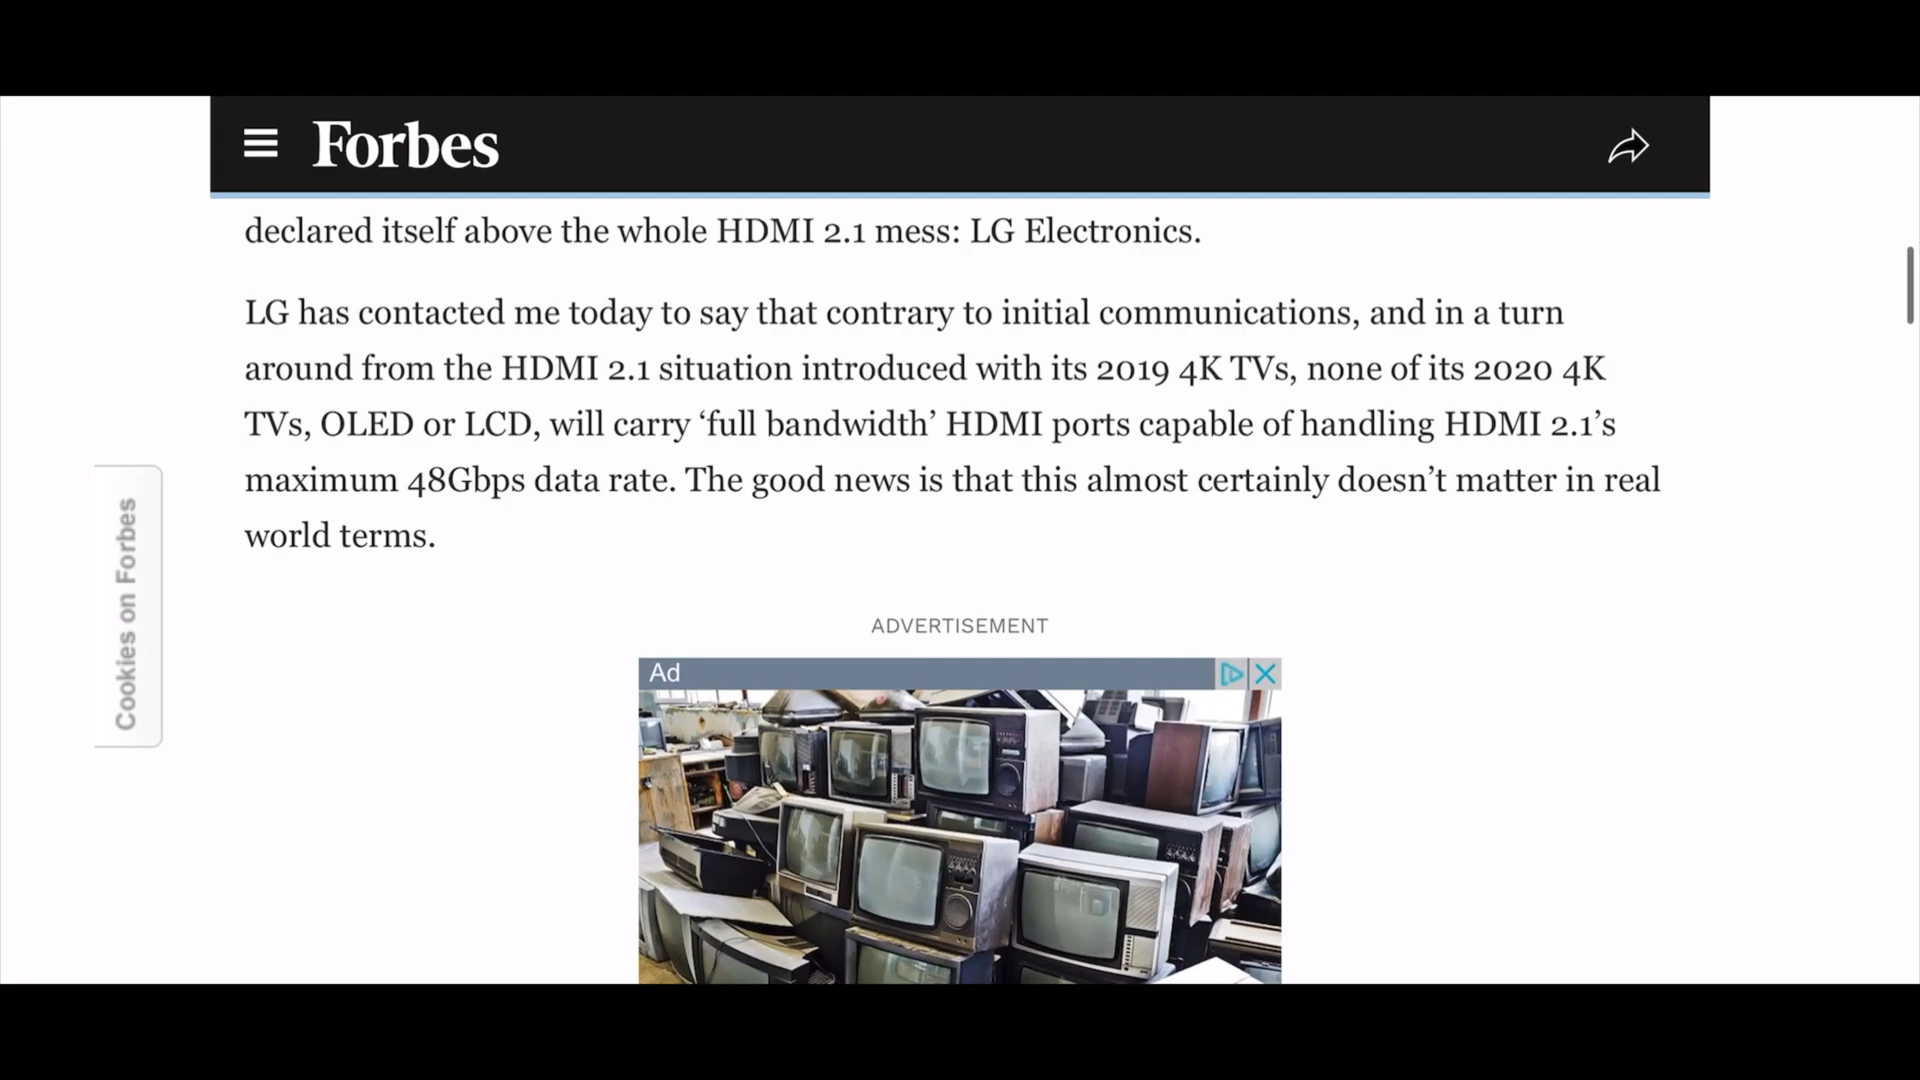 Forbes
declared itself above the whole HDMI 2.1 mess: LG Electronics.
LG has contacted me today to say that contrary to initial communications, and in a turn
around from the HDMI 2.1 situation introduced with its 2019 4K TVs, none of its 2020 4K
TVs, OLED or LCD, will carry ‘full bandwidth’ HDMI ports capable of handling HDMI 2.1’s
maximum 48Gbps data rate. The good news is that this almost certainly doesn’t matter in real
world terms.
Cookies on Forbes
ADVERTISEMENT
Ad